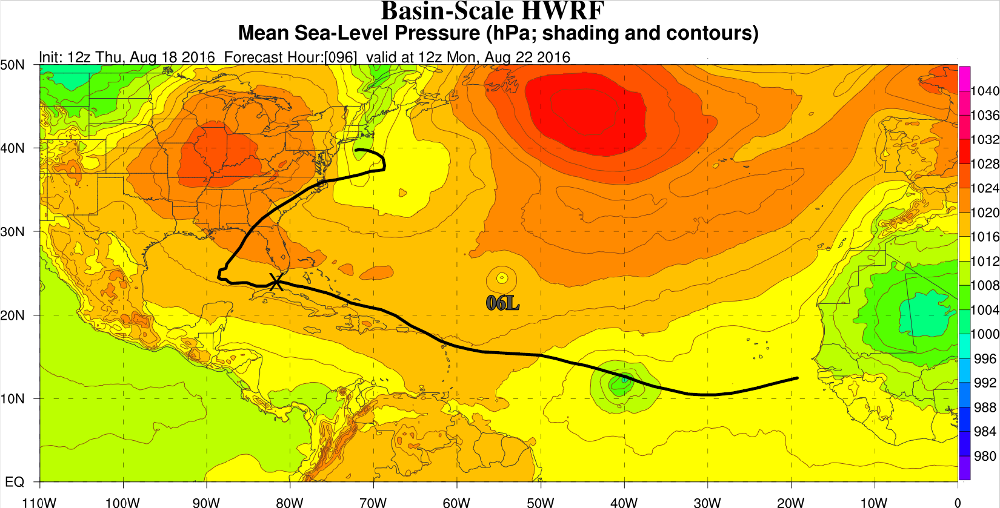 Basin-Scale HWRF
Mean Sea-Level Pressure (hPa; shading and contours)
Init: 12z Thu, Aug 18 2016 Forecast Hour:[096] valid at 12z Mon, Aug 22 2016
50N
40N
30N
20N
10N
EQ
06L
1040
1036
1032
1028
1024
1020
1016
1012
1008
1004
1000
996
992
988
984
980
110W 100W 90W 80W 70W 60W 50W 40W 30W 20W 10W 0